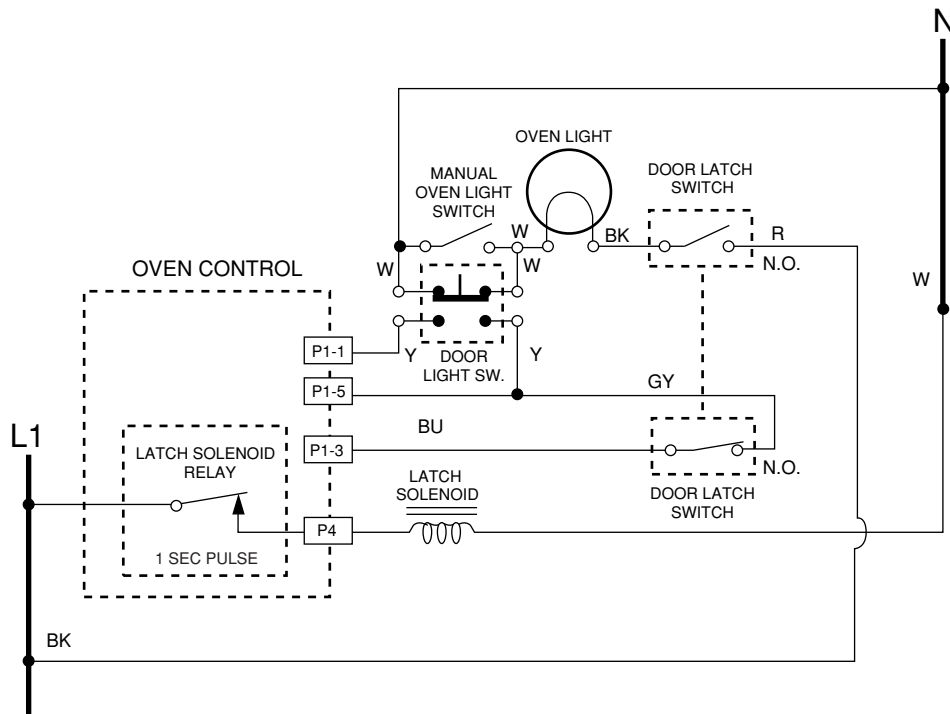 N
OVEN LIGHT
MANUAL
OVEN LIGHT
SWITCH
DOOR LATCH
SWITCH
W
BK
R
W
W
N.O.
W
OVEN CONTROL
P1-1
Y
DOOR
LIGHT SW.
Y
P1-5
GY
L1
BU
P1-3
LATCH SOLENOID
RELAY
N.O.
LATCH
SOLENOID
DOOR LATCH
SWITCH
P4
1 SEC PULSE
BK